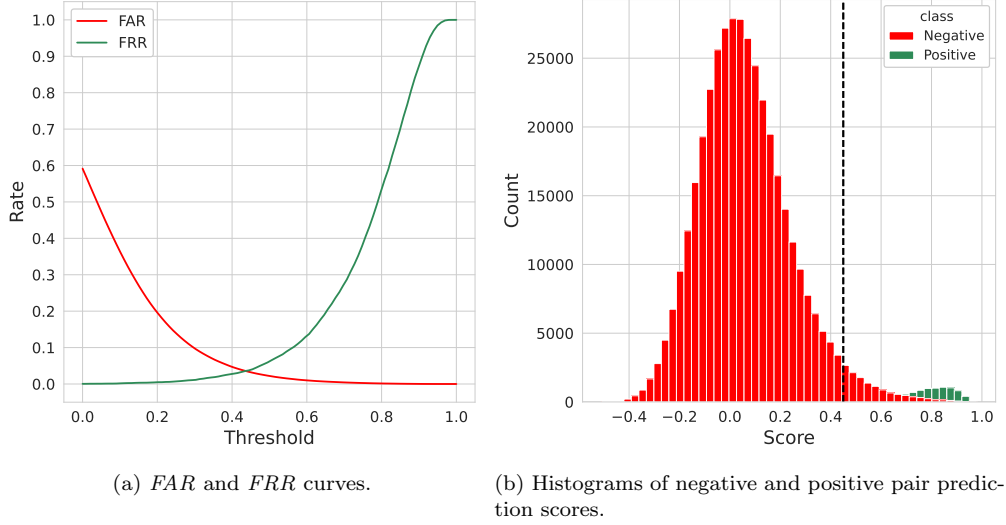 FAR
FRR
1.0
0.9
0.8
0.7
0.6
0.5
0.4
0.3
0.2
0.1
0.0
Rate
0.0 0.2 0.4 0.6 0.8 1.0
Threshold
class
Negative
Positive
25000
20000
15000
10000
5000
0
Count
−0.4 −0.2 0.0 0.2 0.4 0.6 0.8 1.0
Score
(a) FAR and FRR curves.
(b) Histograms of negative and positive pair predic-
tion scores.